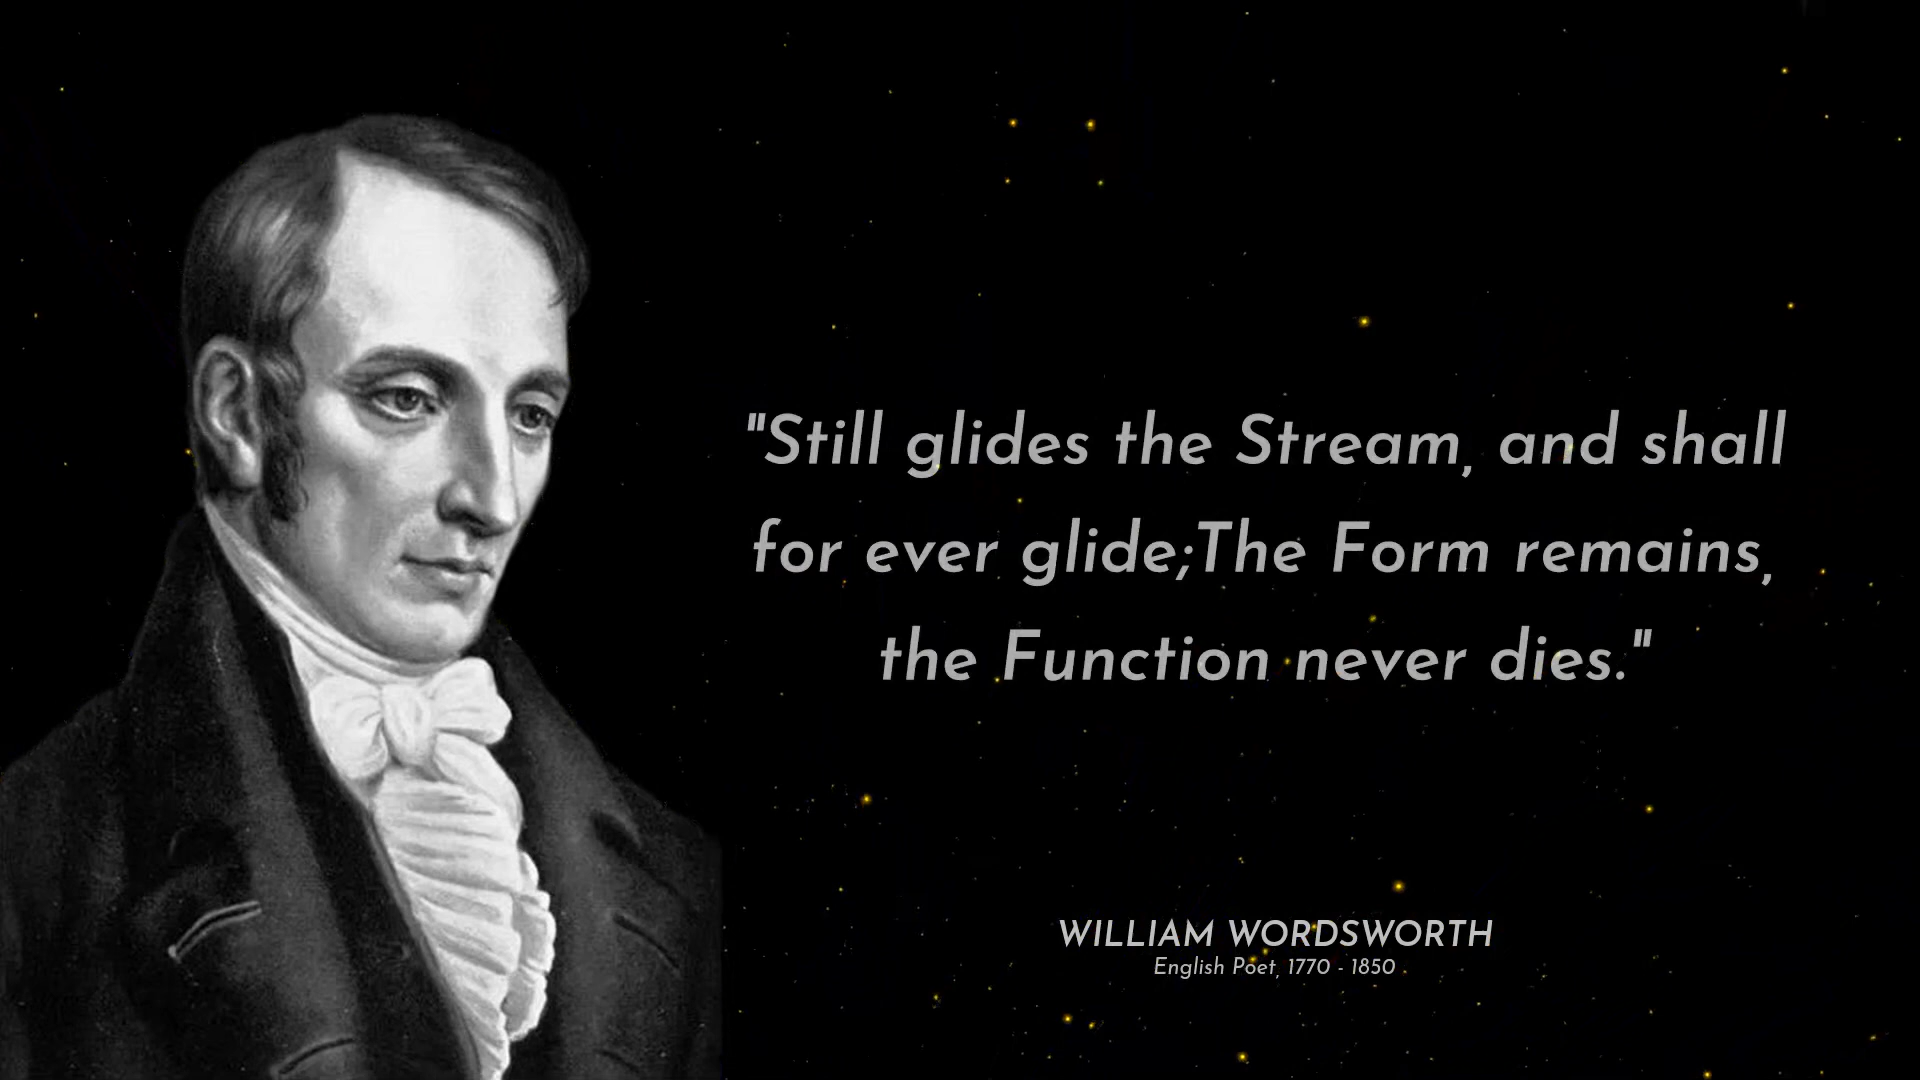 "Still glides the Stream, and shall
for ever glide;The Form remains,
the Function never dies."
WILLIAM WORDSWORTH
English Poet, 1770 - 1850